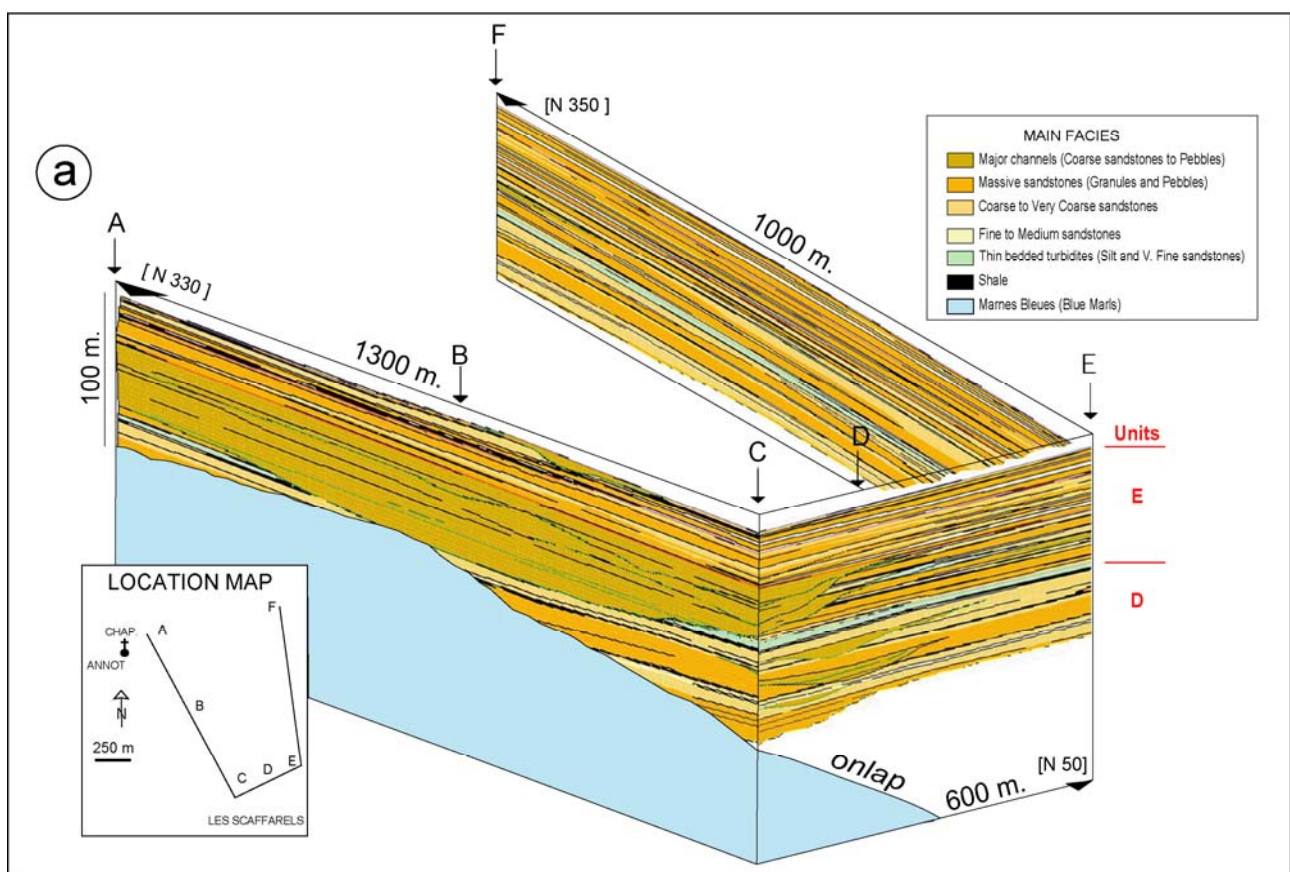 a
F
[N 350 ]
1000 m.
MAIN FACIES
Major channels (Coarse sandstones to Pebbles)
Massive sandstones (Granules and Pebbles)
Coarse to Very Coarse sandstones
Fine to Medium sandstones
Thin bedded turbidites (Silt and V. Fine sandstones)
Shale
Marnes Bleues (Blue Marls)
A
[ N 330 ]
1300 m.
B
100 m.
C
D
E
Units
E
D
onlap
[N 50]
600 m.
LOCATION MAP
F
CHAP.
A
ANNOT
N
B
250 m
C
D
E
LES SCAFFARELS